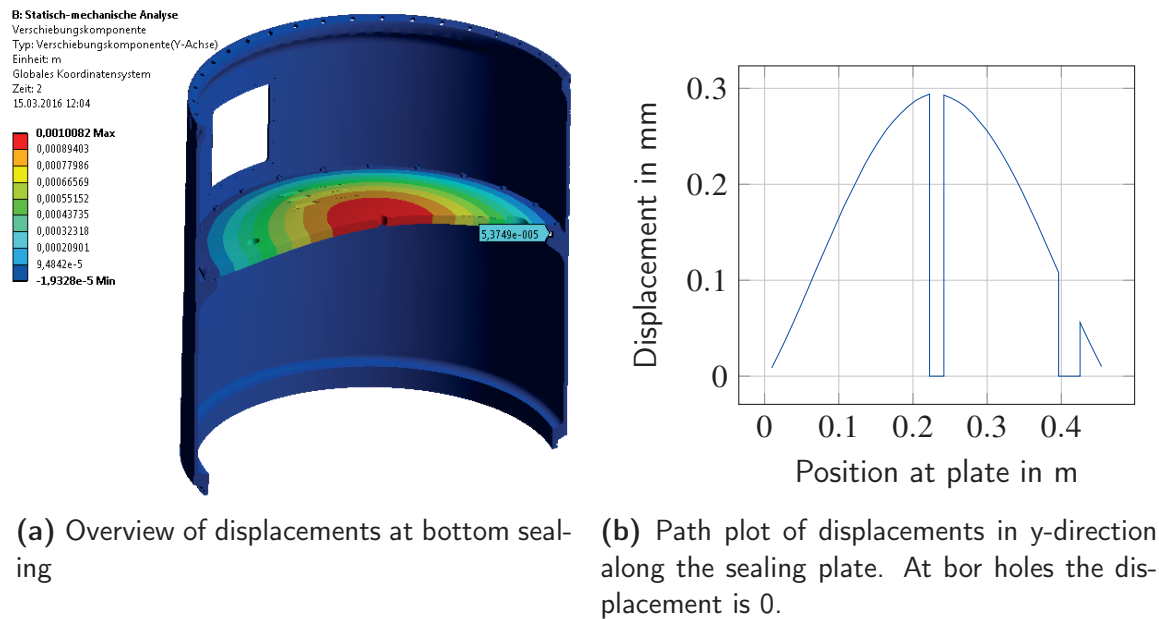 B: Statisch-mechanische Analyse
Verschiebungskomponente
Typ: Verschiebungskomponente(Y-Achse)
Einheit: m
Globales Koordinatensystem
Zeit: 2
15.03.2016 12:04
0,0010082 Max
0,00089403
0,00077986
0,00066569
0,00055152
0,00043735
0,00032318
0,00020901
9,4842e-5
-1,9328e-5 Min
5,3749e-005
(a) Overview of displacements at bottom seal-
ing
Displacement in mm
0.3
0.2
0.1
0
0 0.1 0.2 0.3 0.4
Position at plate in m
(b) Path plot of displacements in y-direction
along the sealing plate. At bor holes the dis-
placement is 0.